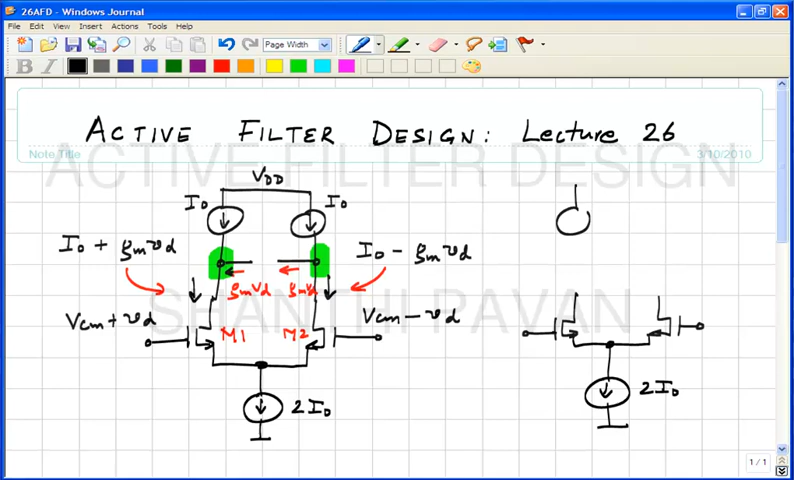 26AFD - Windows Journal
File Edit View Insert Actions Tools Help
Page Width
B I
ACTIVE FILTER DESIGN: Lecture 26
Note Title
3/10/2010
ACTIVE FILTER DESIGN
VDD
I0 I0
I0 + gmvd
I0 - gmvd
gmvd gmvd
SHANTHI PAVAN
Vcm+vd
M1 M2
Vcm-vd
2I0
2I0
1 / 1